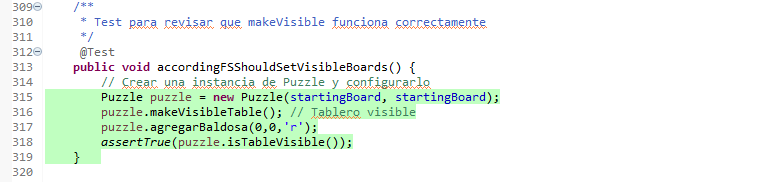 309 /**
310 * Test para revisar que makeVisible funciona correctamente
311 */
312 @Test
313 public void accordingFSShouldSetVisibleBoards() {
314 // Crear una instancia de Puzzle y configurarlo
315 Puzzle puzzle = new Puzzle(startingBoard, startingBoard);
316 puzzle.makeVisibleTable(); // Tablero visible
317 puzzle.agregarBaldosa(0,0,'r');
318 assertTrue(puzzle.isTableVisible());
319 }
320